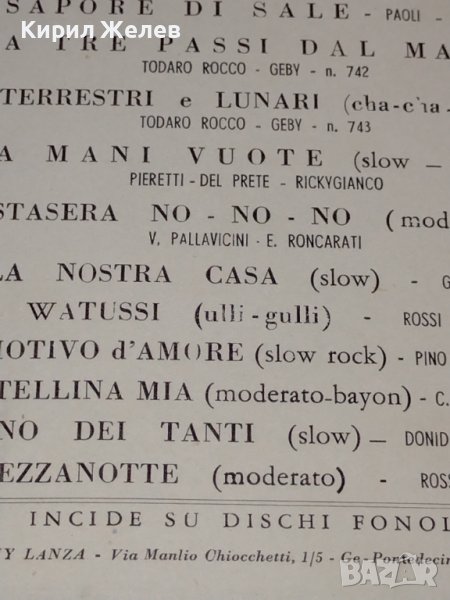 Кирил Желев
SAPORE DI SALE - PAOLI -
A TRE PASSI DAL MA
TODARO ROCCO - GEBY - n. 742
TERRESTRI e LUNARI (cha-cha-
TODARO ROCCO - GEBY - n. 743
A MANI VUOTE (slow —
PIERETTI - DEL PRETE - RICKYGIANCO
STASERA NO - NO - NO (mod
V. PALLAVICINI - E. RONCARATI
LA NOSTRA CASA (slow) - G
WATUSSI (ulli-gulli) - ROSSI
MOTIVO d'AMORE (slow rock) - PINO
TELLINA MIA (moderato-bayon) - C.
NO DEI TANTI (slow) — DONID
EZZANOTTE (moderato) - ROSS
INCIDE SU DISCHI FONOL
Y LANZA - Via Manlio Chiocchetti, 1/5 - Ge-Pontedecin
bazar.bg